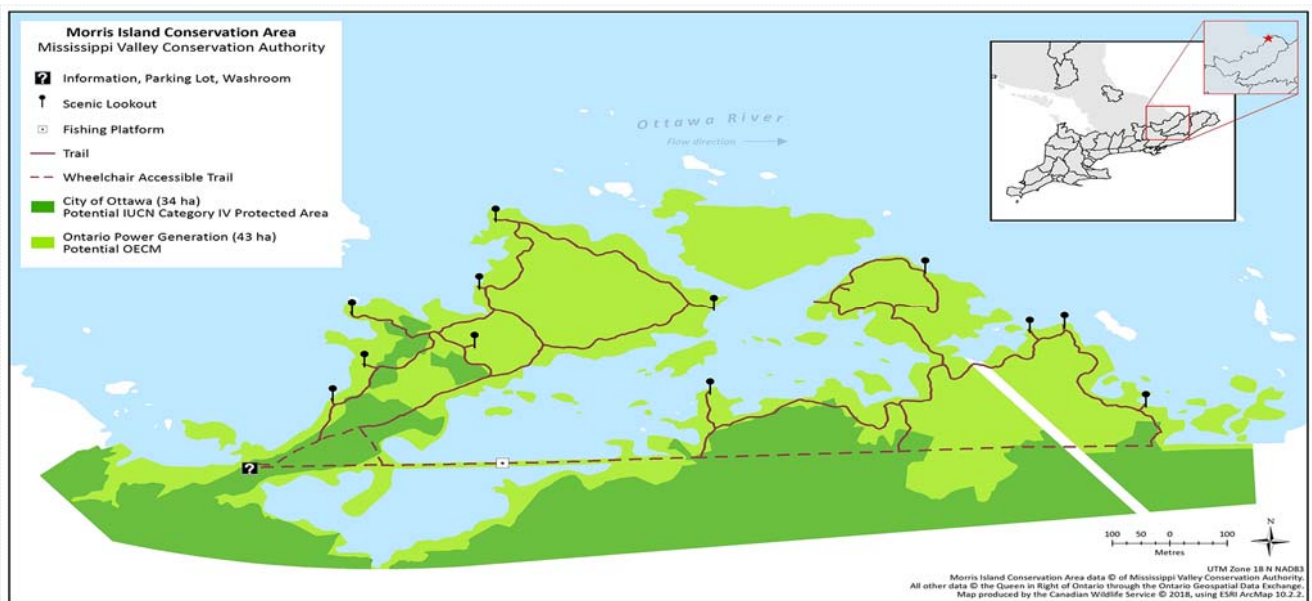 Morris Island Conservation Area
Mississippi Valley Conservation Authority
?
Information, Parking Lot, Washroom
Scenic Lookout
Fishing Platform
Trail
Wheelchair Accessible Trail
City of Ottawa (34 ha)
Potential IUCN Category IV Protected Area
Ontario Power Generation (43 ha)
Potential OECM
Ottawa River
Flow direction
?
100 50 0 100
Metres
N
UTM Zone 18 N NAD83
Morris Island Conservation Area data © of Mississippi Valley Conservation Authority.
All other data © the Queen in Right of Ontario through the Ontario Geospatial Data Exchange.
Map produced by the Canadian Wildlife Service © 2018, using ESRI ArcMap 10.2.2.